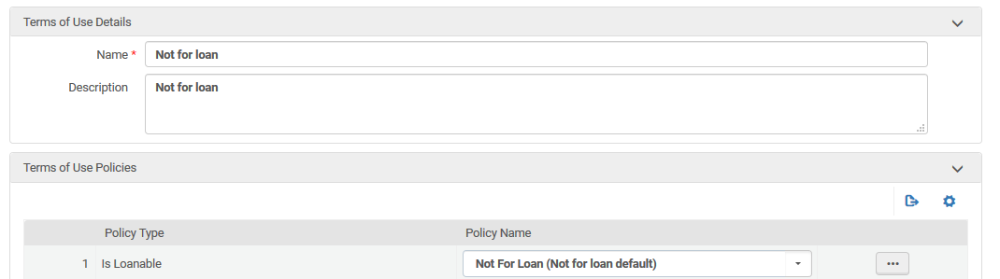 Terms of Use Details
Name * Not for loan
Description Not for loan
Terms of Use Policies
Policy Type Policy Name
1 Is Loanable Not For Loan (Not for loan default)